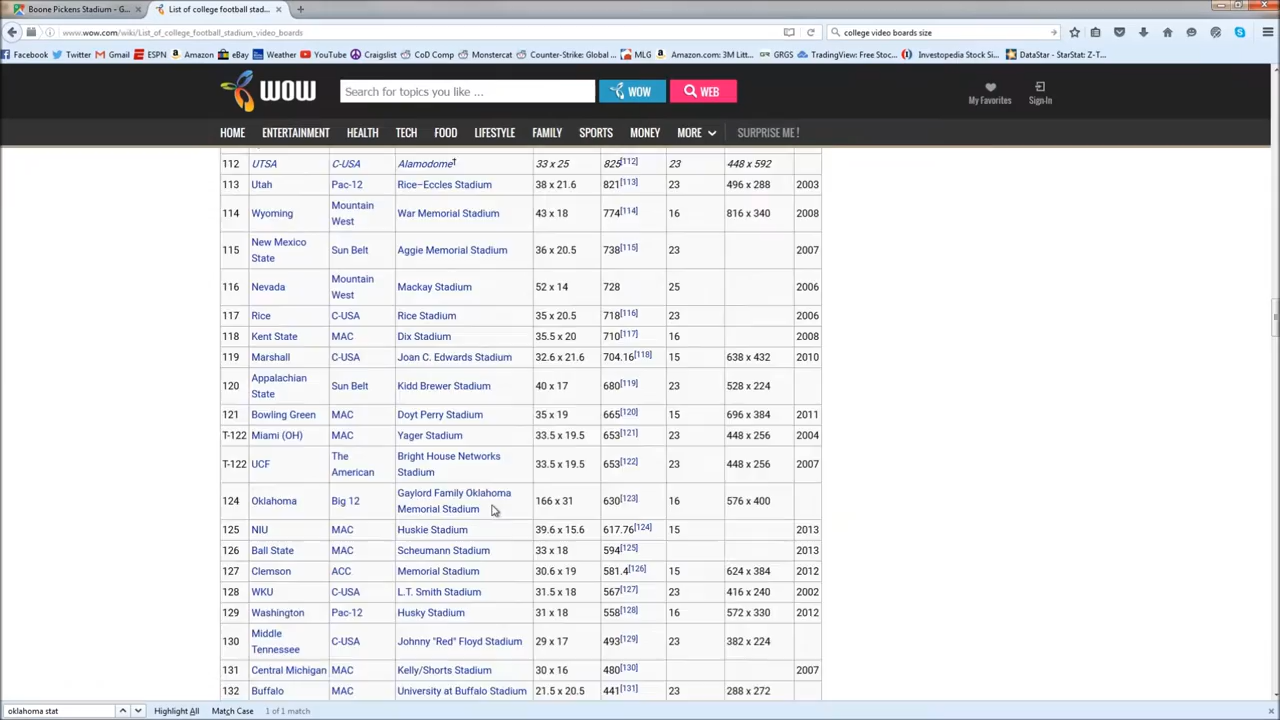 Boone Pickens Stadium - G...
List of college football stad...
www.wow.com/wiki/List_of_college_football_stadium_video_boards
college video boards size
Facebook Twitter Gmail ESPN Amazon eBay Weather YouTube Craigslist CoD Comp Monstercat Counter-Strike: Global ... MLG Amazon.com: 3M Litt... GRGS TradingView: Free Stoc... Investopedia Stock Si... DataStar - StarStat: Z-T...
WOW
Search for topics you like ...
WOW
WEB
My Favorites
Sign-In
HOME ENTERTAINMENT HEALTH TECH FOOD LIFESTYLE FAMILY SPORTS MONEY MORE SURPRISE ME!
112 UTSA C-USA Alamodome† 33 x 25 825[112] 23 448 x 592
113 Utah Pac-12 Rice–Eccles Stadium 38 x 21.6 821[113] 23 496 x 288 2003
114 Wyoming Mountain West War Memorial Stadium 43 x 18 774[114] 16 816 x 340 2008
115 New Mexico State Sun Belt Aggie Memorial Stadium 36 x 20.5 738[115] 23 2007
116 Nevada Mountain West Mackay Stadium 52 x 14 728 25 2006
117 Rice C-USA Rice Stadium 35 x 20.5 718[116] 23 2006
118 Kent State MAC Dix Stadium 35.5 x 20 710[117] 16 2008
119 Marshall C-USA Joan C. Edwards Stadium 32.6 x 21.6 704.16[118] 15 638 x 432 2010
120 Appalachian State Sun Belt Kidd Brewer Stadium 40 x 17 680[119] 23 528 x 224
121 Bowling Green MAC Doyt Perry Stadium 35 x 19 665[120] 15 696 x 384 2011
T-122 Miami (OH) MAC Yager Stadium 33.5 x 19.5 653[121] 23 448 x 256 2004
T-122 UCF The American Bright House Networks Stadium 33.5 x 19.5 653[122] 23 448 x 256 2007
124 Oklahoma Big 12 Gaylord Family Oklahoma Memorial Stadium 166 x 31 630[123] 16 576 x 400
125 NIU MAC Huskie Stadium 39.6 x 15.6 617.76[124] 15 2013
126 Ball State MAC Scheumann Stadium 33 x 18 594[125] 2013
127 Clemson ACC Memorial Stadium 30.6 x 19 581.4[126] 15 624 x 384 2012
128 WKU C-USA L.T. Smith Stadium 31.5 x 18 567[127] 23 416 x 240 2002
129 Washington Pac-12 Husky Stadium 31 x 18 558[128] 16 572 x 330 2012
130 Middle Tennessee C-USA Johnny "Red" Floyd Stadium 29 x 17 493[129] 23 382 x 224
131 Central Michigan MAC Kelly/Shorts Stadium 30 x 16 480[130] 2007
132 Buffalo MAC University at Buffalo Stadium 21.5 x 20.5 441[131] 23 288 x 272
oklahoma stat Highlight All Match Case 1 of 1 match